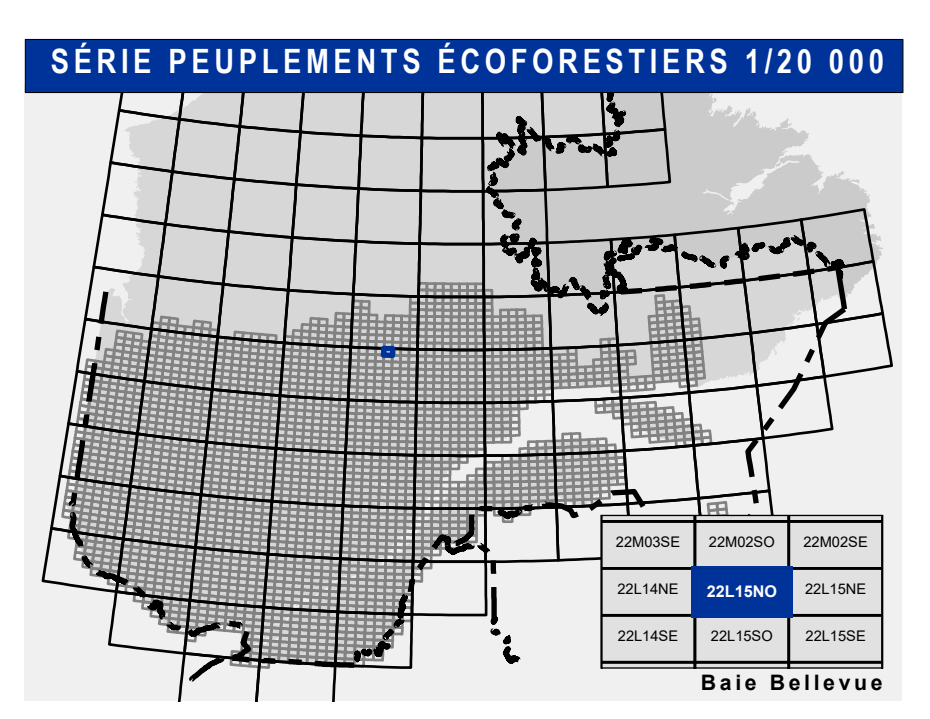 SÉRIE PEUPLEMENTS ÉCOFORESTIERS 1/20 000
22M03SE 22M02SO 22M02SE
22L14NE 22L15NO 22L15NE
22L14SE 22L15SO 22L15SE
Baie Bellevue